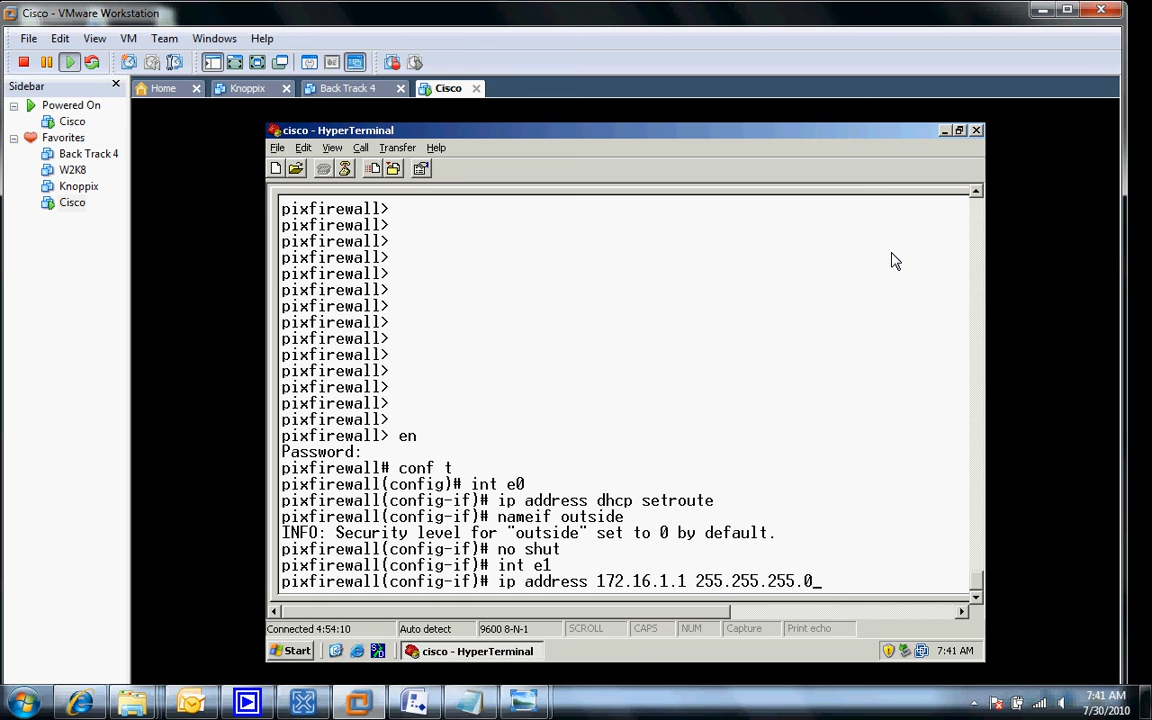 Cisco - VMware Workstation
File Edit View VM Team Windows Help
Sidebar
Home
Knoppix
Back Track 4
Cisco
Powered On
Cisco
Favorites
Back Track 4
W2K8
Knoppix
Cisco
cisco - HyperTerminal
File Edit View Call Transfer Help
pixfirewall>
pixfirewall>
pixfirewall>
pixfirewall>
pixfirewall>
pixfirewall>
pixfirewall>
pixfirewall>
pixfirewall>
pixfirewall>
pixfirewall>
pixfirewall>
pixfirewall>
pixfirewall>
pixfirewall> en
Password:
pixfirewall# conf t
pixfirewall(config)# int e0
pixfirewall(config-if)# ip address dhcp setroute
pixfirewall(config-if)# nameif outside
INFO: Security level for "outside" set to 0 by default.
pixfirewall(config-if)# no shut
pixfirewall(config-if)# int e1
pixfirewall(config-if)# ip address 172.16.1.1 255.255.255.0_
Connected 4:54:10 Auto detect 9600 8-N-1 SCROLL CAPS NUM Capture Print echo
Start cisco - HyperTerminal 7:41 AM
7:41 AM
7/30/2010